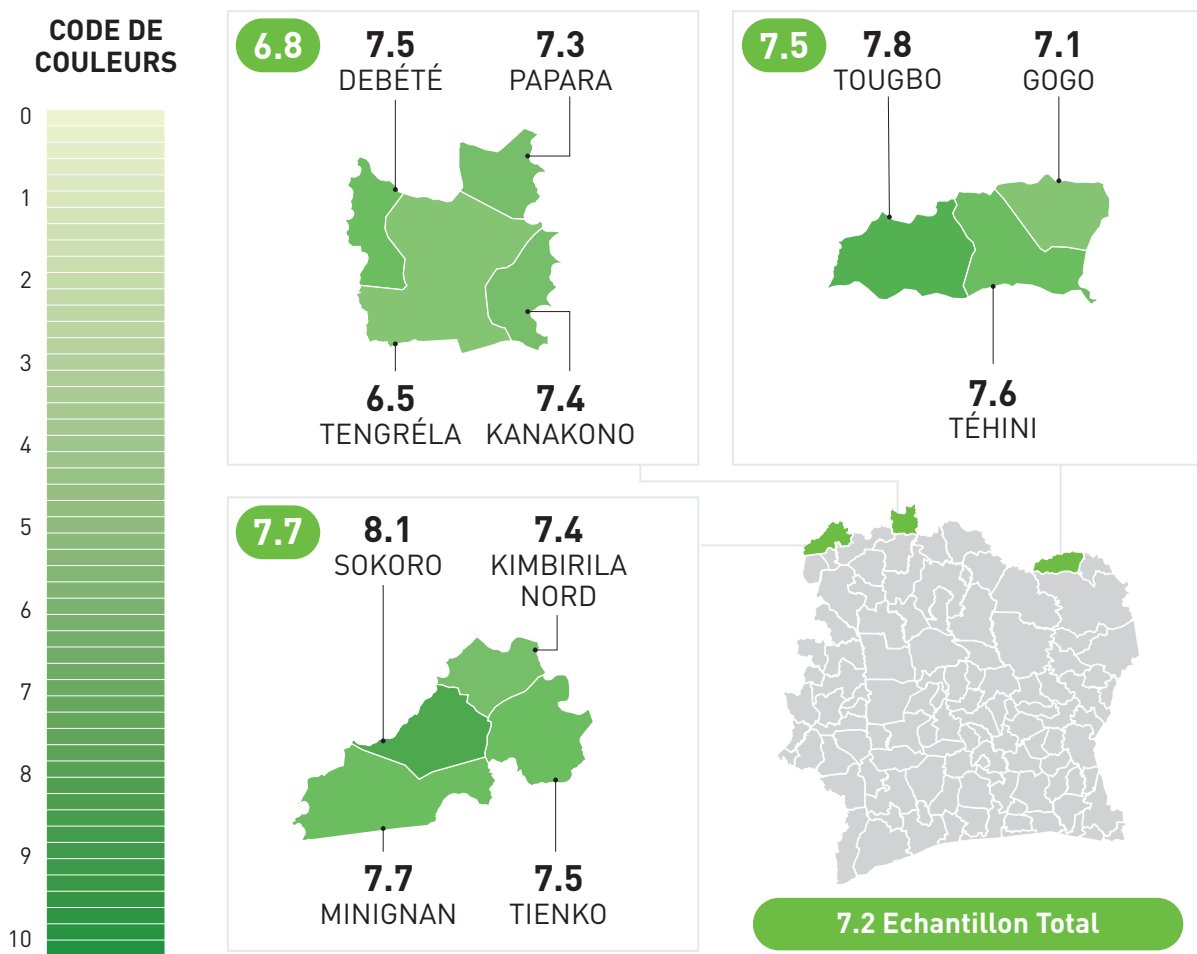 CODE DE
COULEURS
0
1
2
3
4
5
6
7
8
9
10
6.8
7.5
DEBÉTÉ
7.3
PAPARA
6.5
TENGRÉLA
7.4
KANAKONO
7.5
7.8
TOUGBO
7.1
GOGO
7.6
TÉHINI
7.7
8.1
SOKORO
7.4
KIMBIRILA
NORD
7.7
MINIGNAN
7.5
TIENKO
7.2 Echantillon Total